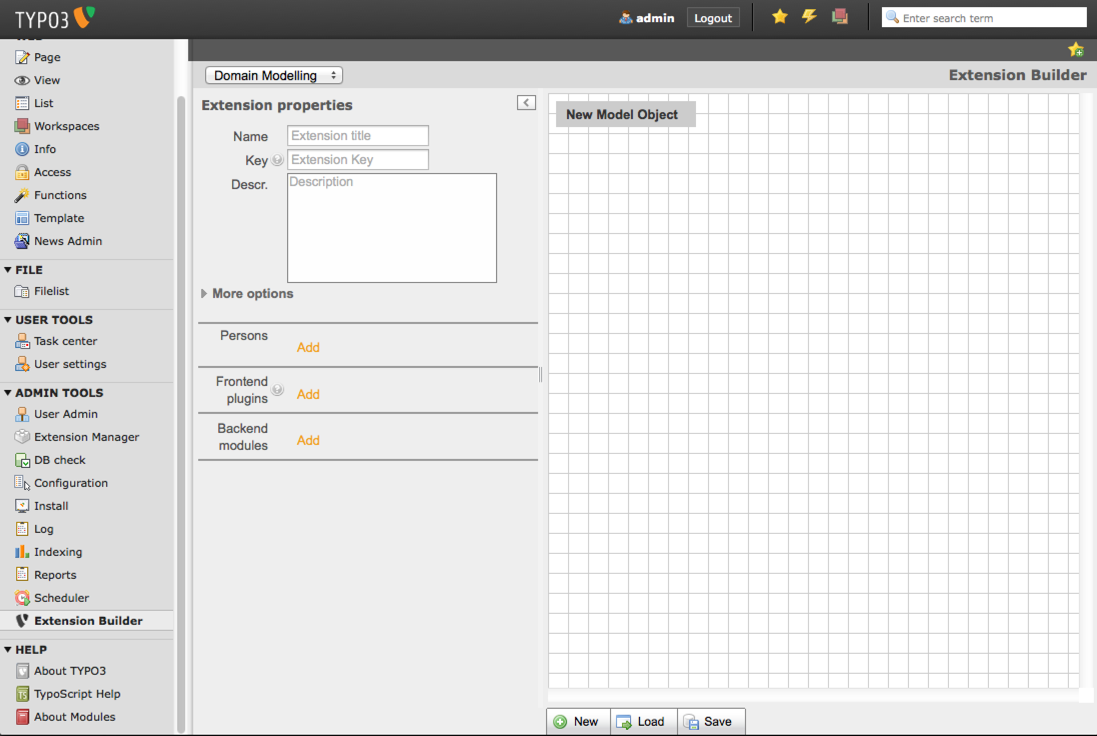 TYPO3
admin
Logout
Enter search term
Page
View
List
Workspaces
Info
Access
Functions
Template
News Admin
FILE
Filelist
USER TOOLS
Task center
User settings
ADMIN TOOLS
User Admin
Extension Manager
DB check
Configuration
Install
Log
Indexing
Reports
Scheduler
Extension Builder
HELP
About TYPO3
TypoScript Help
About Modules
Domain Modelling
Extension Builder
Extension properties
Name
Extension title
Key
Extension Key
Descr.
Description
More options
Persons
Add
Frontend
plugins
Add
Backend
modules
Add
New Model Object
New
Load
Save